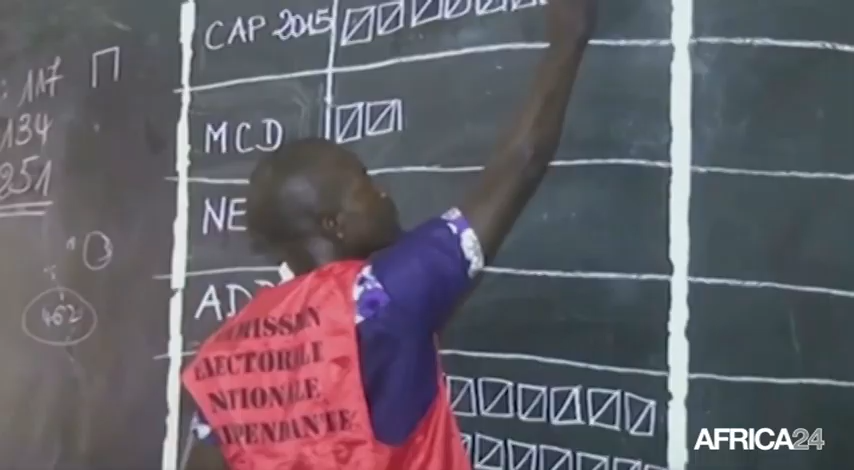 CAP 2015
: 117
134
251
MCD
NE
AD
462
ELECTORALE
NATIONALE
AFRICA24